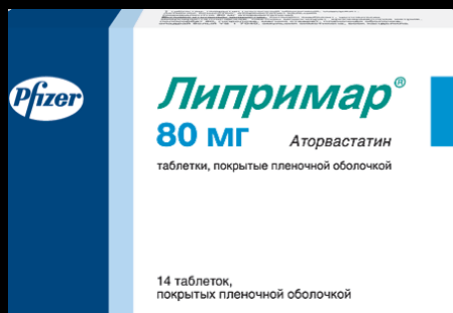 Pfizer
Липримар®
80 мг
Аторвастатин
таблетки, покрытые пленочной оболочкой
14 таблеток,
покрытых пленочной оболочкой